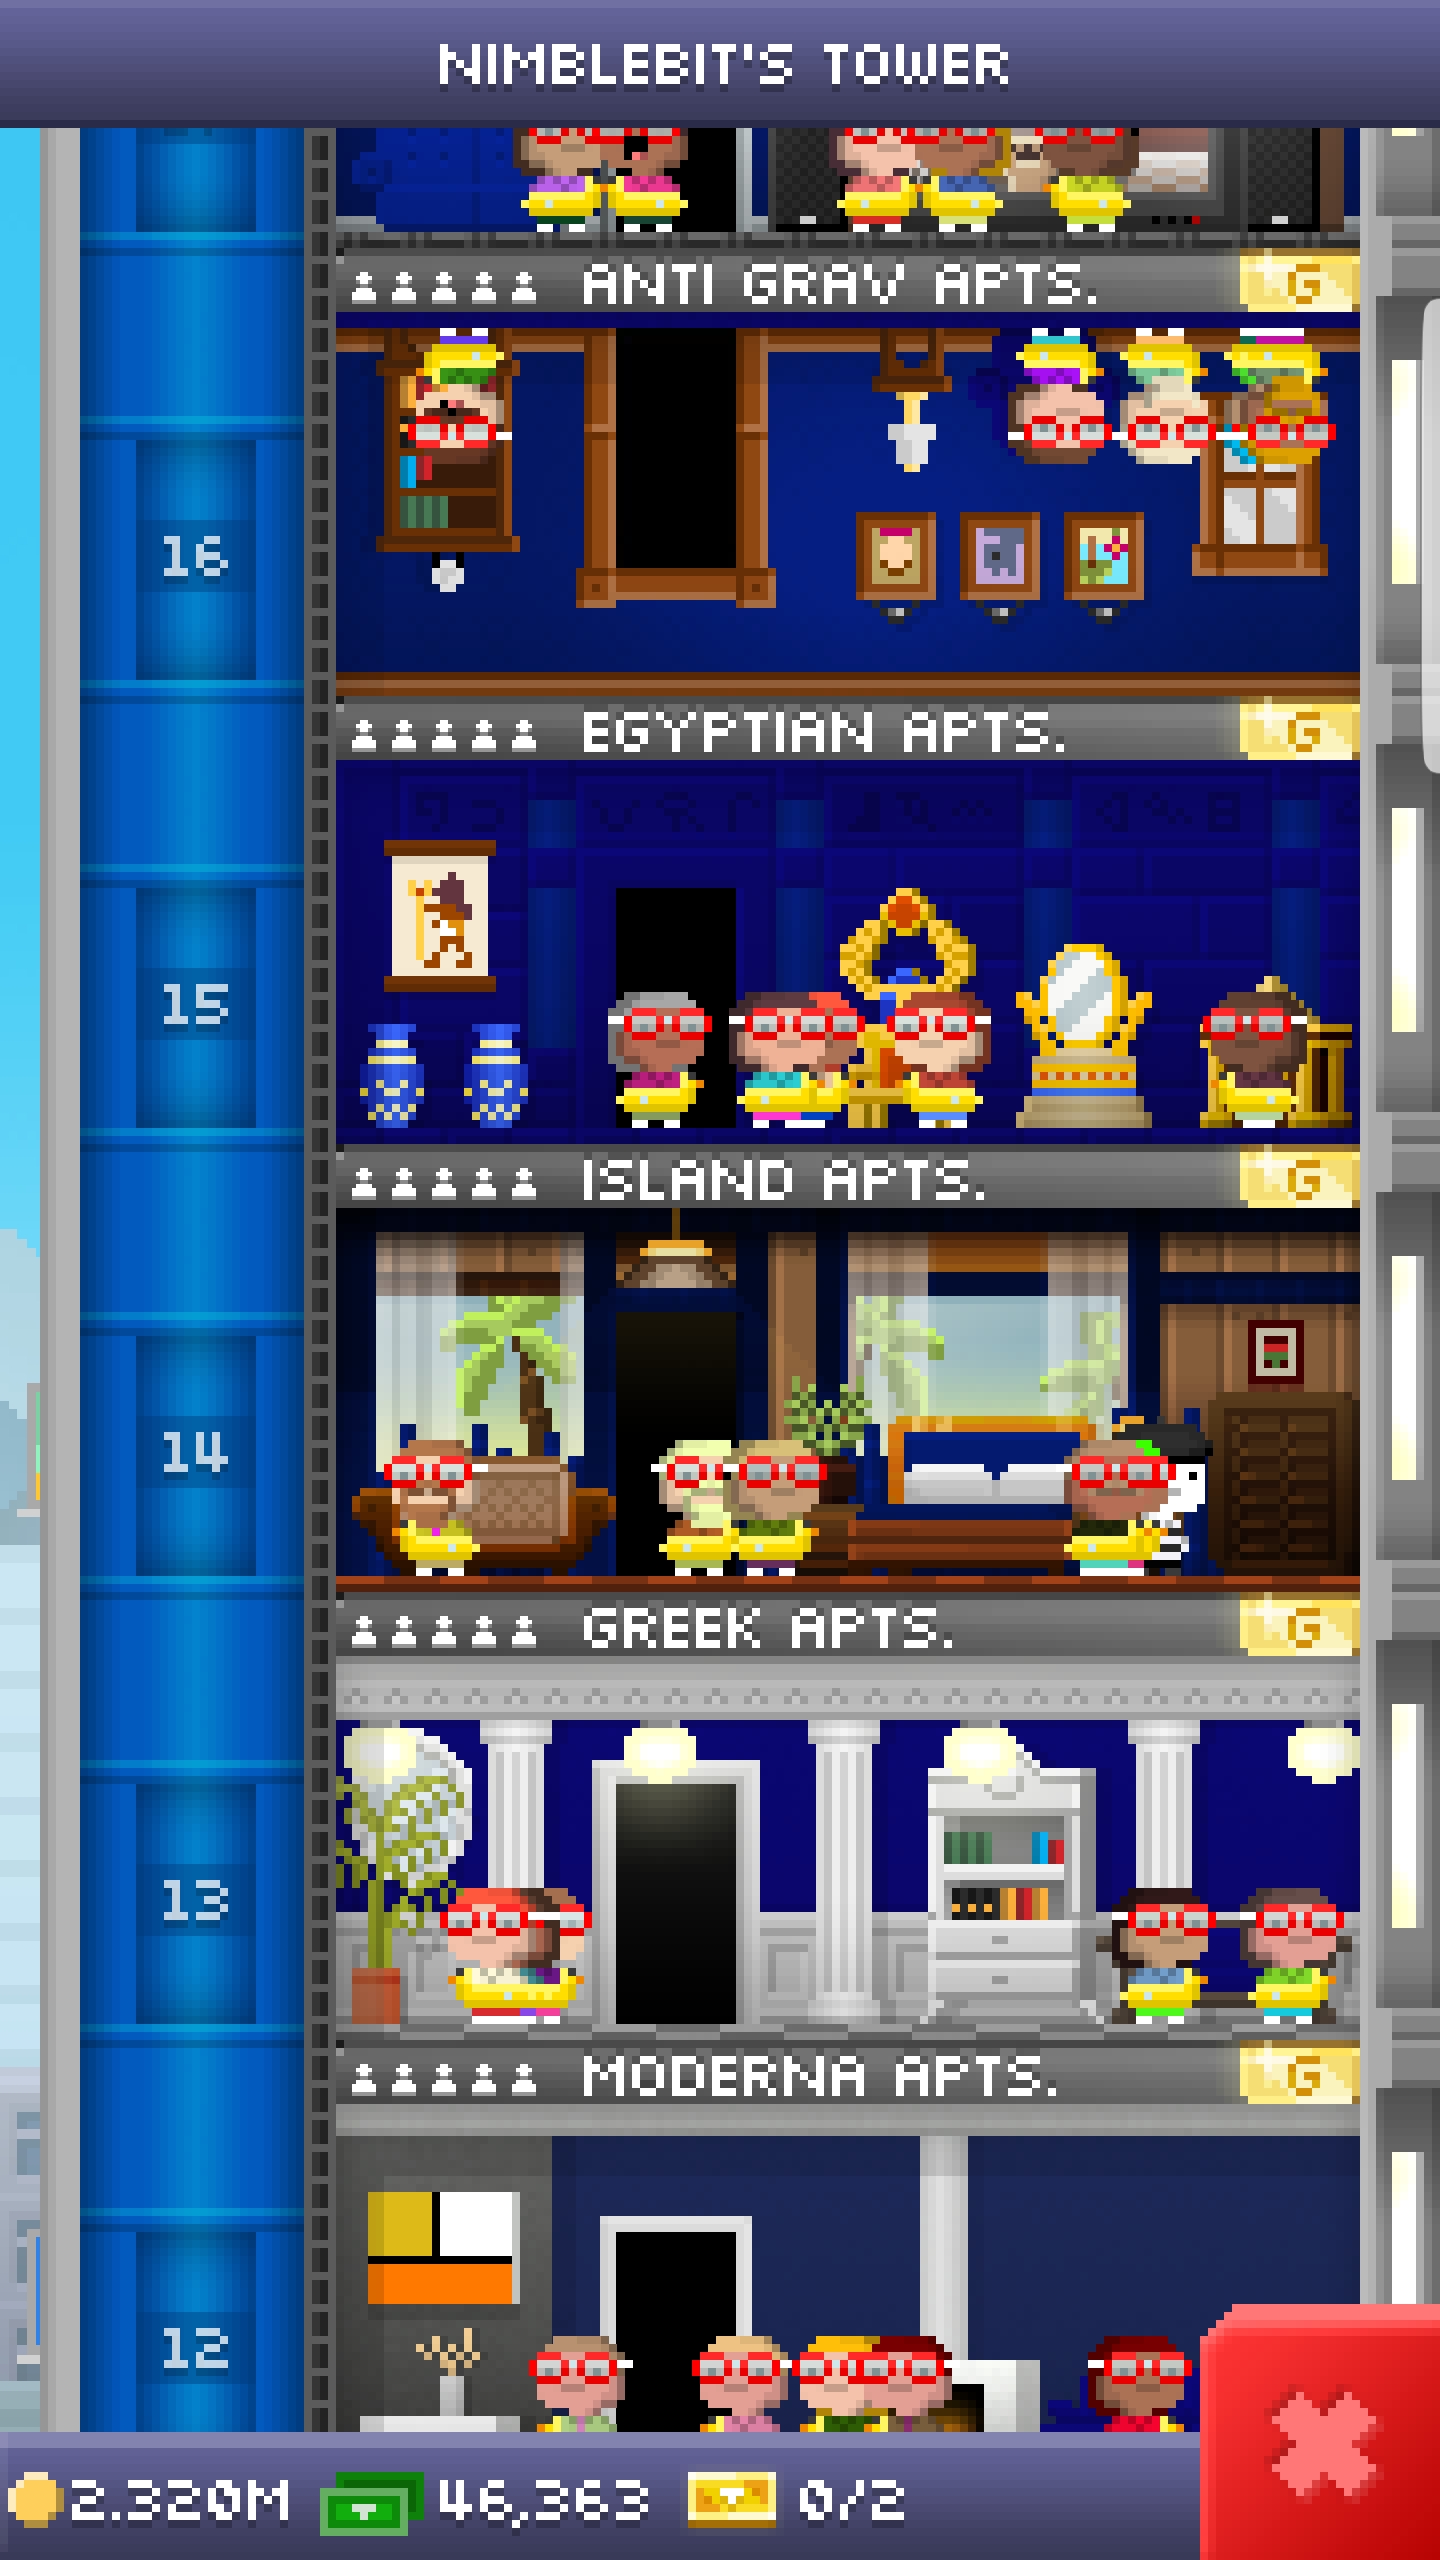 NIMBLEBIT'S TOWER
ANTI GRAV APTS. G
16
EGYPTIAN APTS. G
15
ISLAND APTS. G
14
GREEK APTS. G
13
MODERNA APTS. G
12
2.320M 46,363 0/2